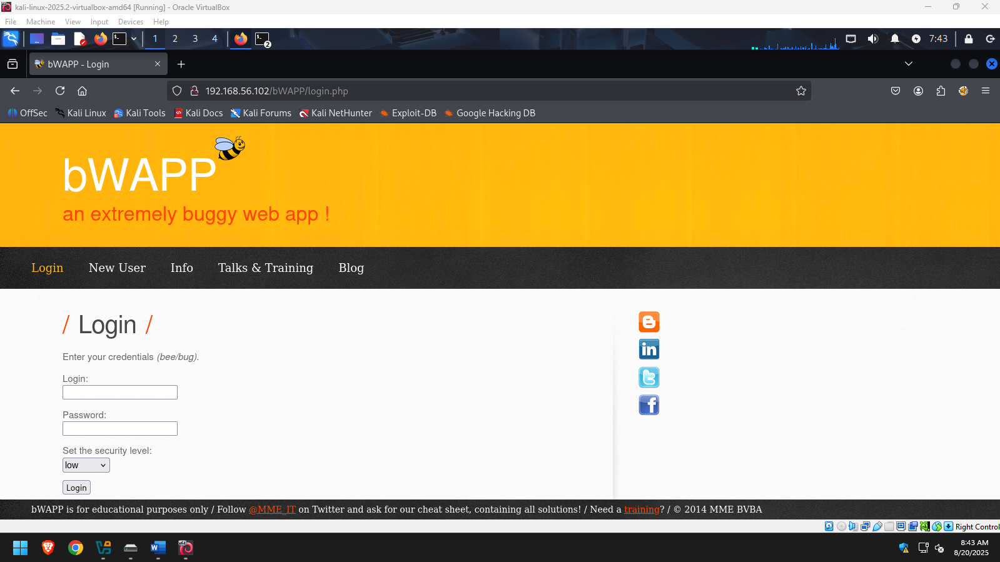 kali-linux-2025.2-virtualbox-amd64 [Running] - Oracle VirtualBox
File Machine View Input Devices Help
1 2 3 4 2 7:43
bWAPP - Login
192.168.56.102/bWAPP/login.php
OffSec Kali Linux Kali Tools Kali Docs Kali Forums Kali NetHunter Exploit-DB Google Hacking DB
bWAPP
an extremely buggy web app !
Login New User Info Talks & Training Blog
/ Login /
Enter your credentials (bee/bug).
Login:
Password:
Set the security level:
low
Login
bWAPP is for educational purposes only / Follow @MME_IT on Twitter and ask for our cheat sheet, containing all solutions! / Need a training? / © 2014 MME BVBA
Right Control
8:43 AM
8/20/2025